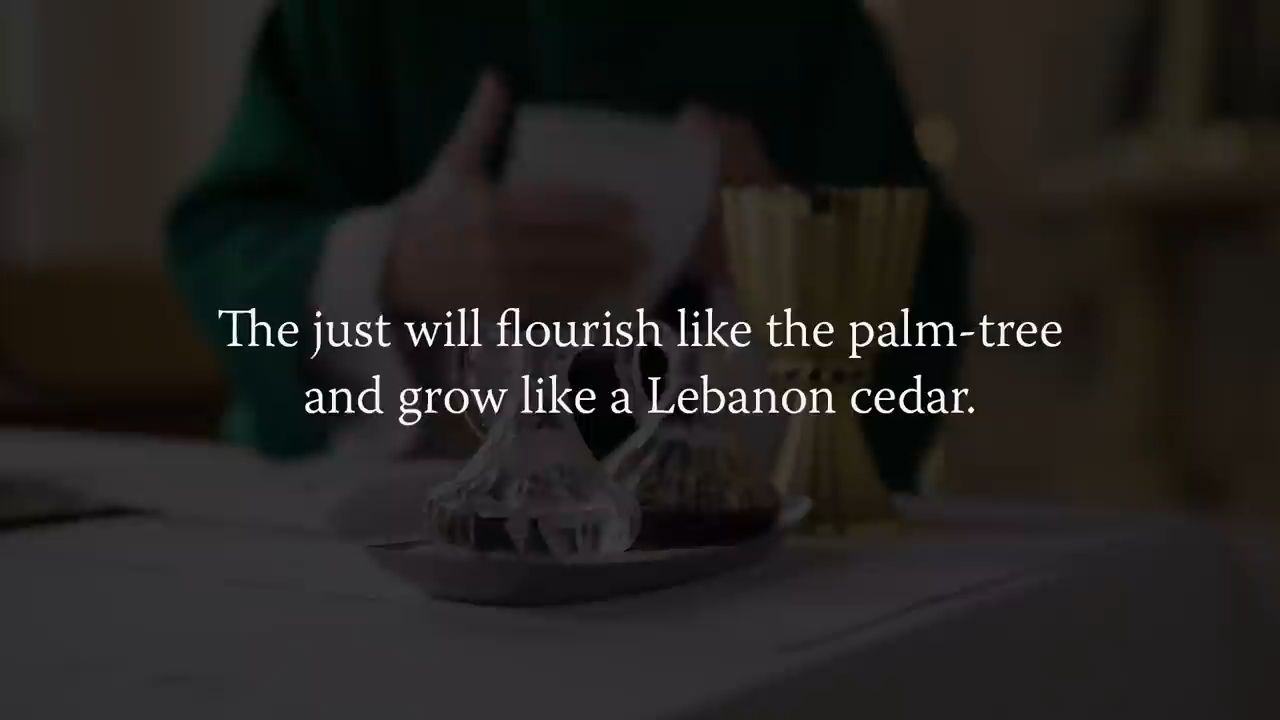 The just will flourish like the palm-tree
and grow like a Lebanon cedar.